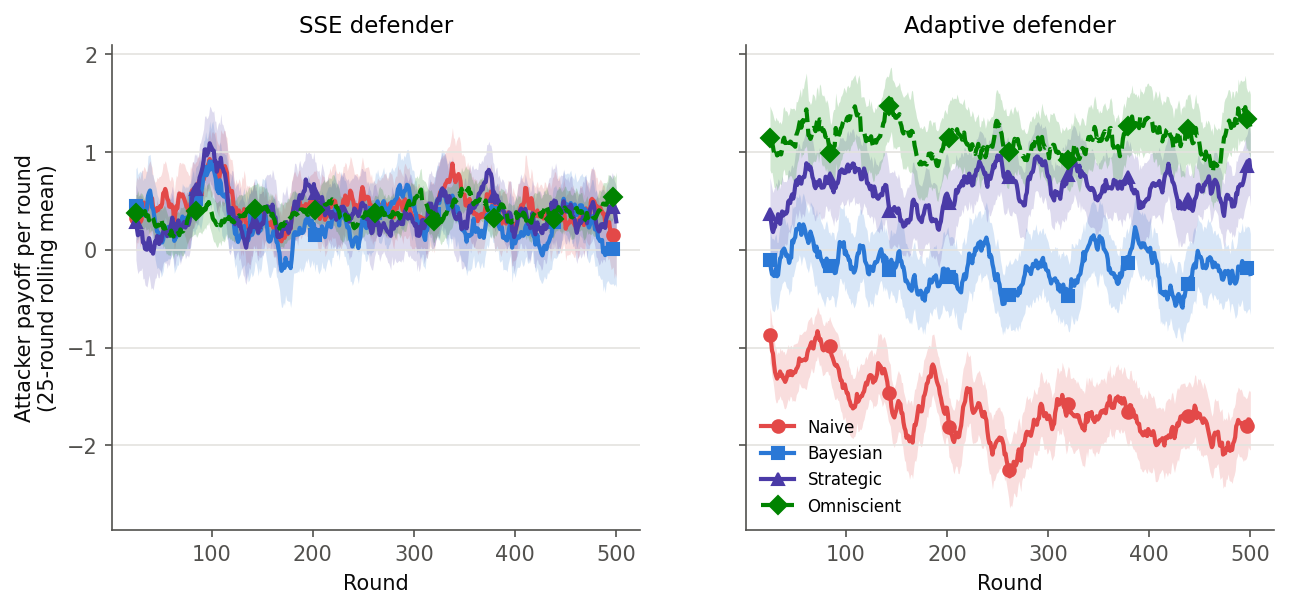 SSE defender
Adaptive defender
Attacker payoff per round
(25-round rolling mean)
2
1
0
−1
−2
100 200 300 400 500
100 200 300 400 500
Round
Round
Naive
Bayesian
Strategic
Omniscient